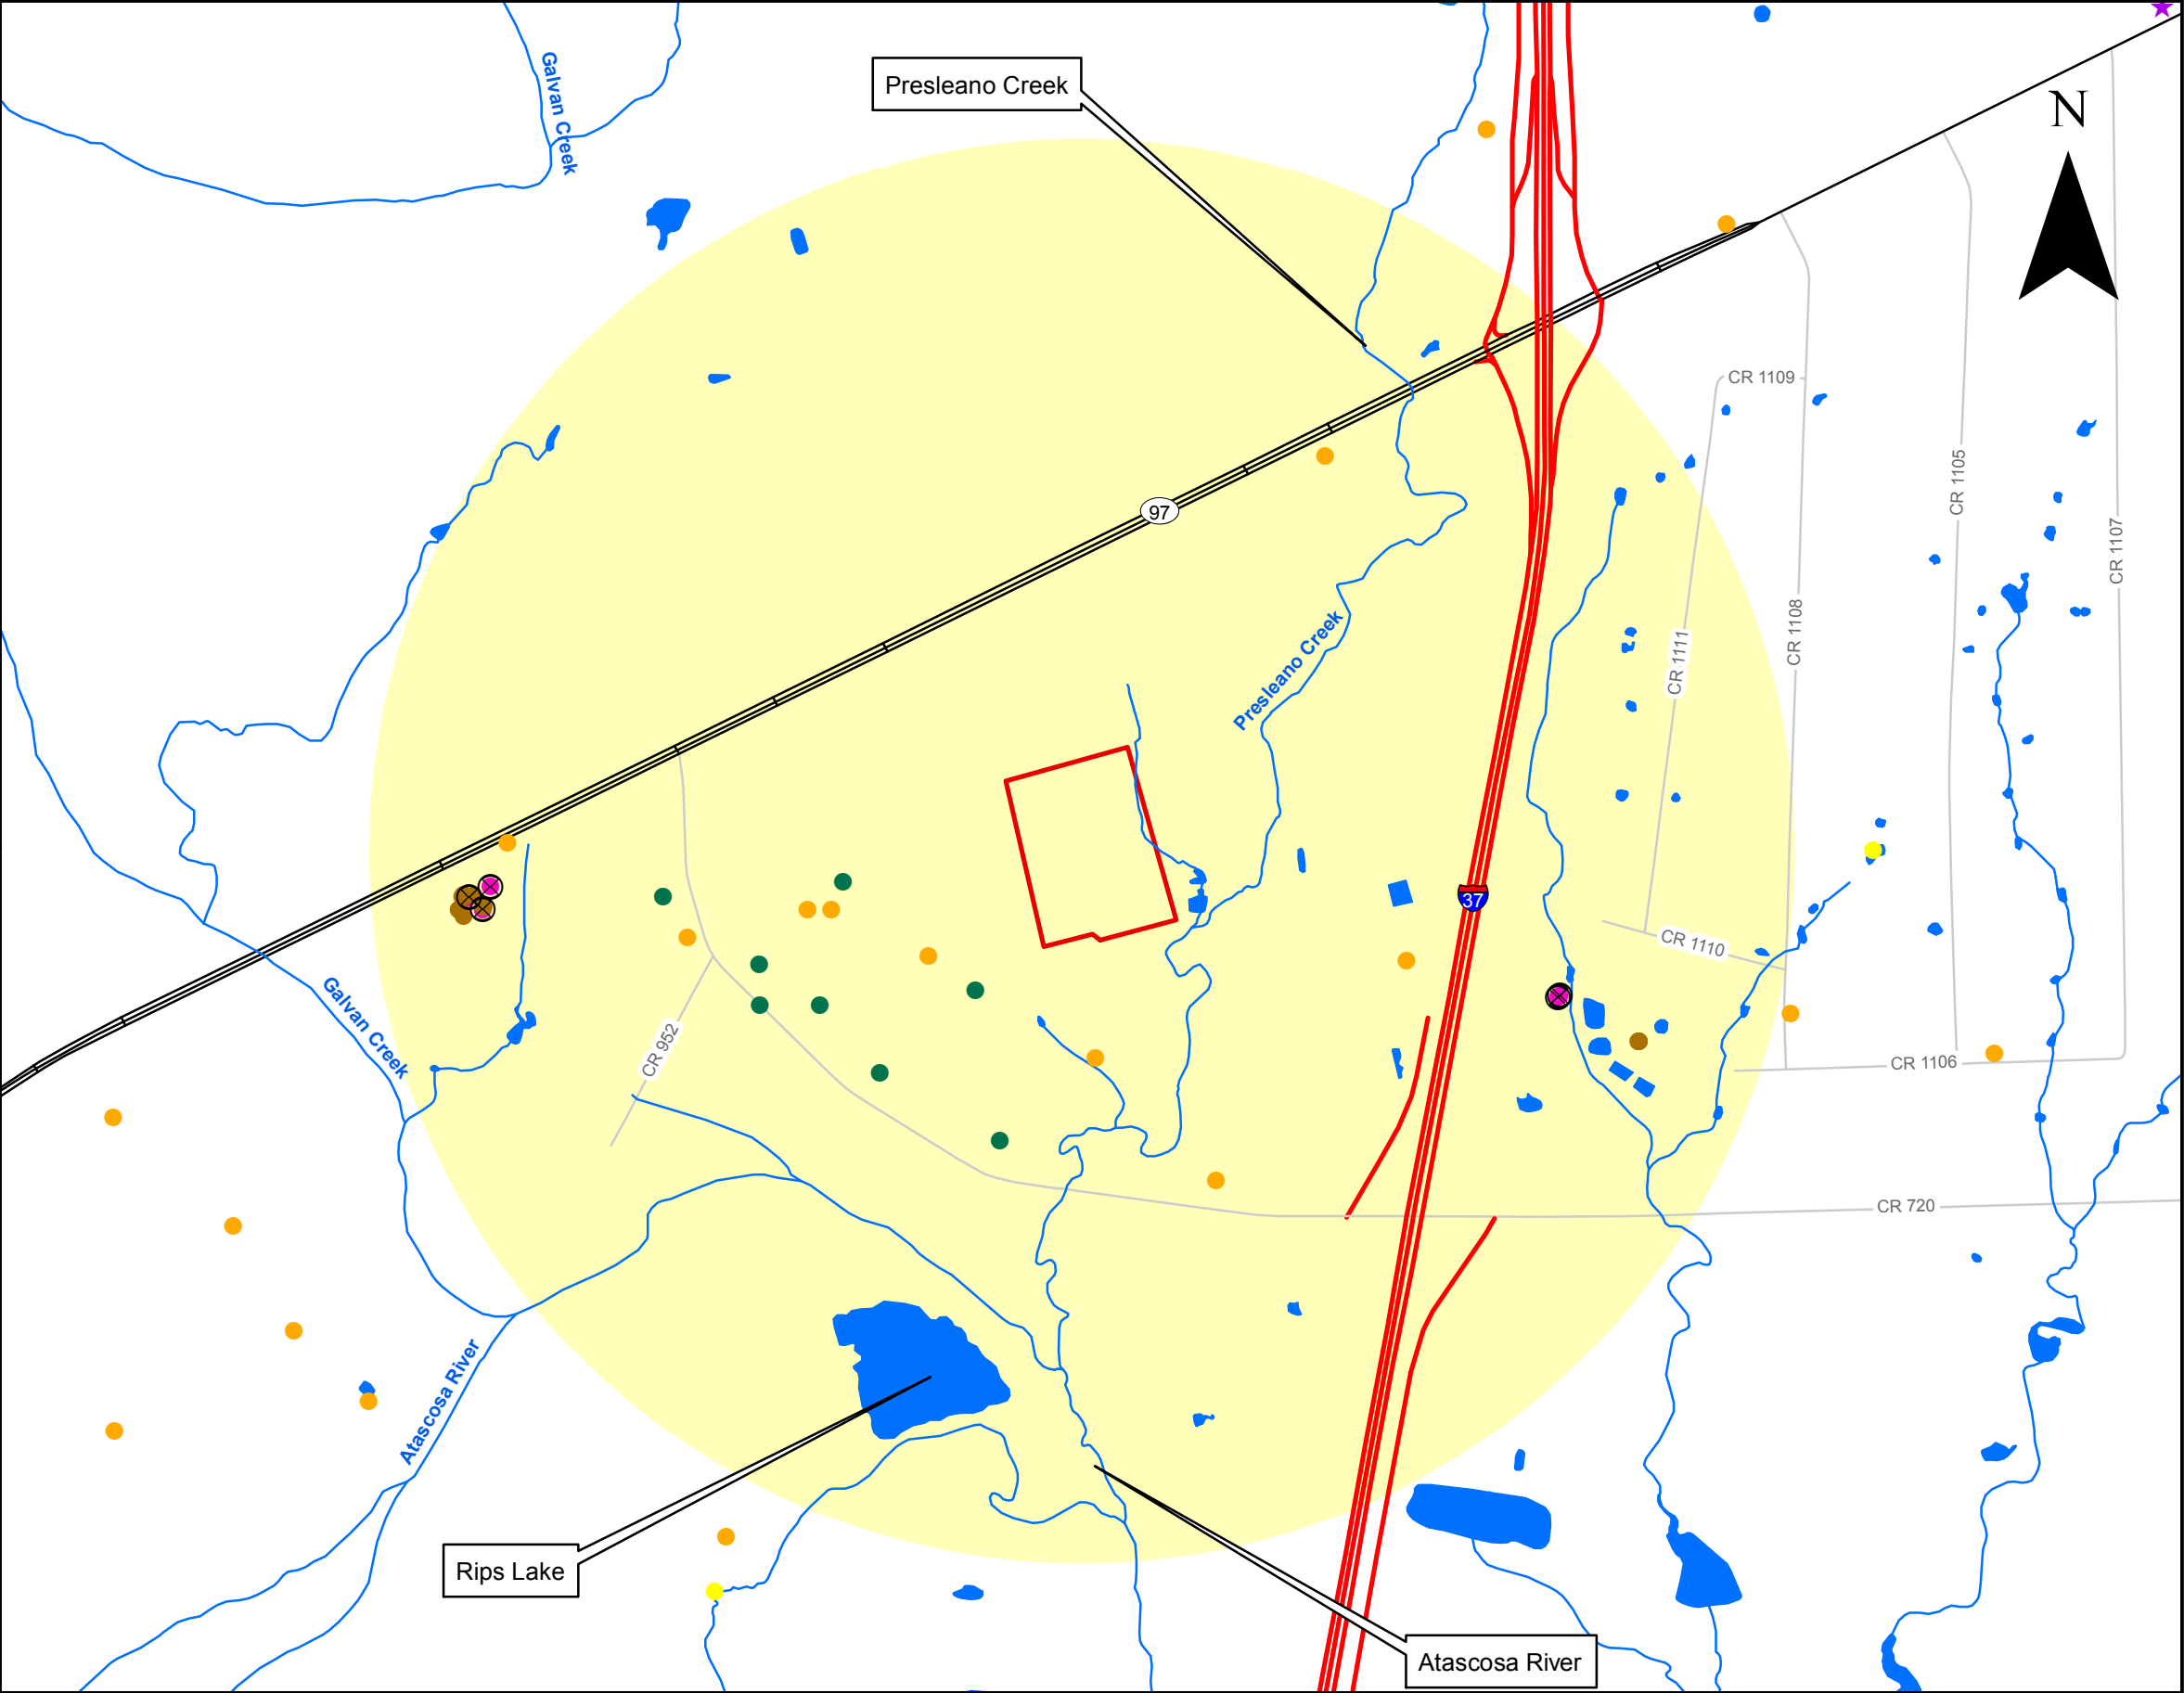 Galvan Creek
Presleano Creek
N
CR 1109
CR 1105
97
CR 1107
CR 1108
Presleano Creek
CR 1111
37
CR 1110
Galvan Creek
CR 952
CR 1106
CR 720
Atascosa River
Rips Lake
Atascosa River